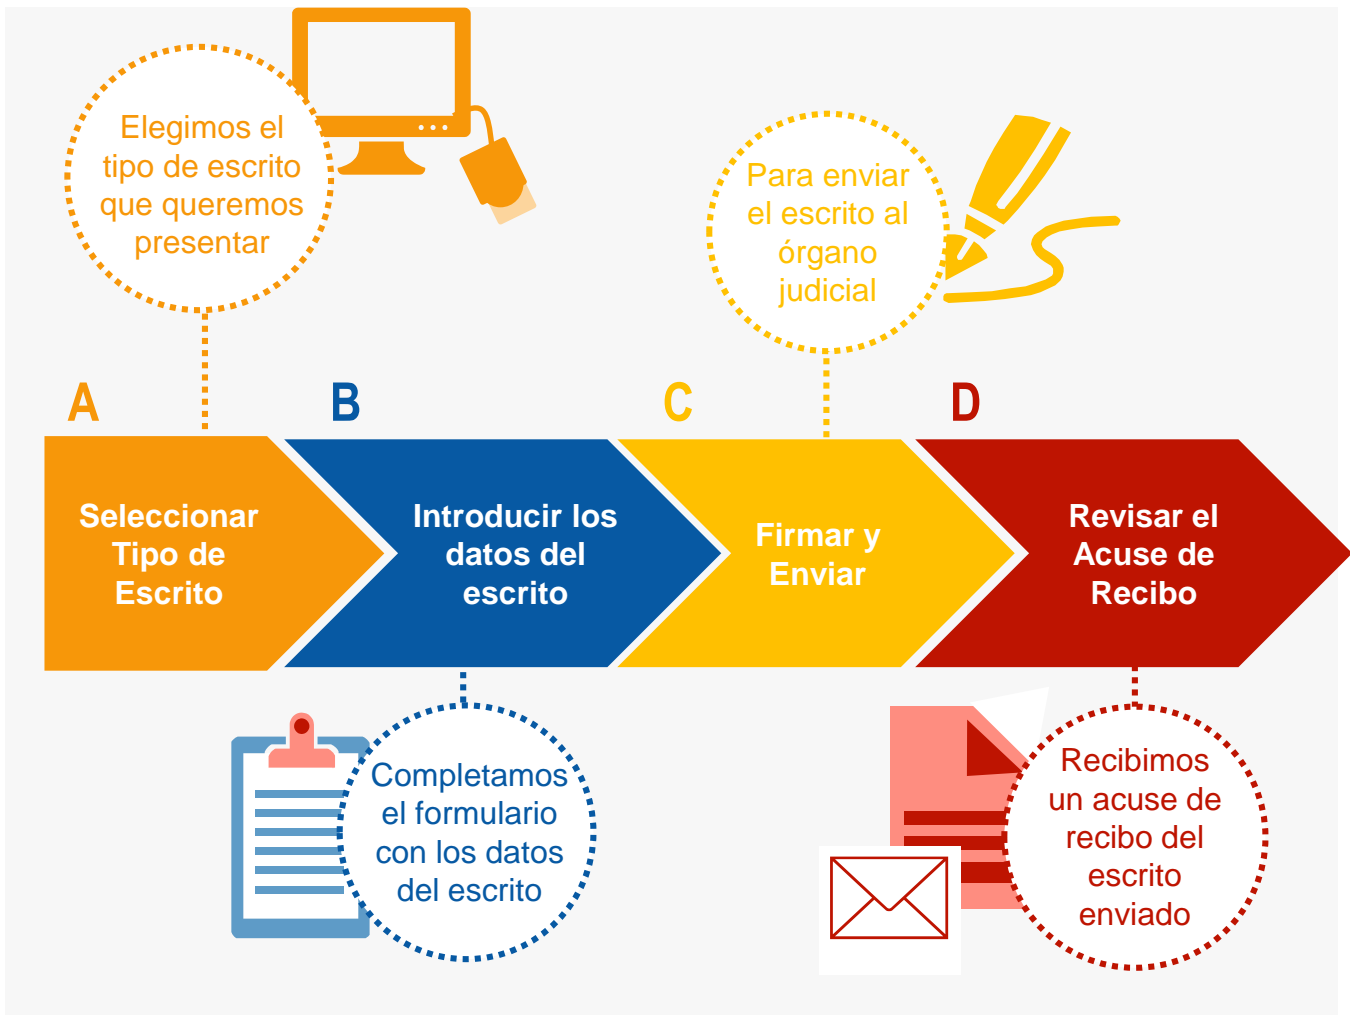 Elegimos el
tipo de escrito
que queremos
presentar
Para enviar
el escrito al
órgano
judicial
A
B
C
D
Seleccionar
Tipo de
Escrito
Introducir los
datos del
escrito
Firmar y
Enviar
Revisar el
Acuse de
Recibo
Completamos
el formulario
con los datos
del escrito
Recibimos
un acuse de
recibo del
escrito
enviado